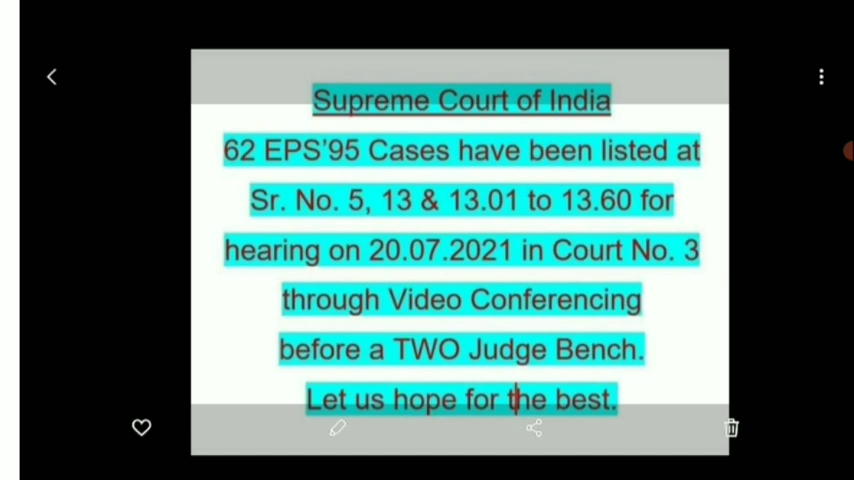 Supreme Court of India
62 EPS'95 Cases have been listed at
Sr. No. 5, 13 & 13.01 to 13.60 for
hearing on 20.07.2021 in Court No. 3
through Video Conferencing
before a TWO Judge Bench.
Let us hope for the best.